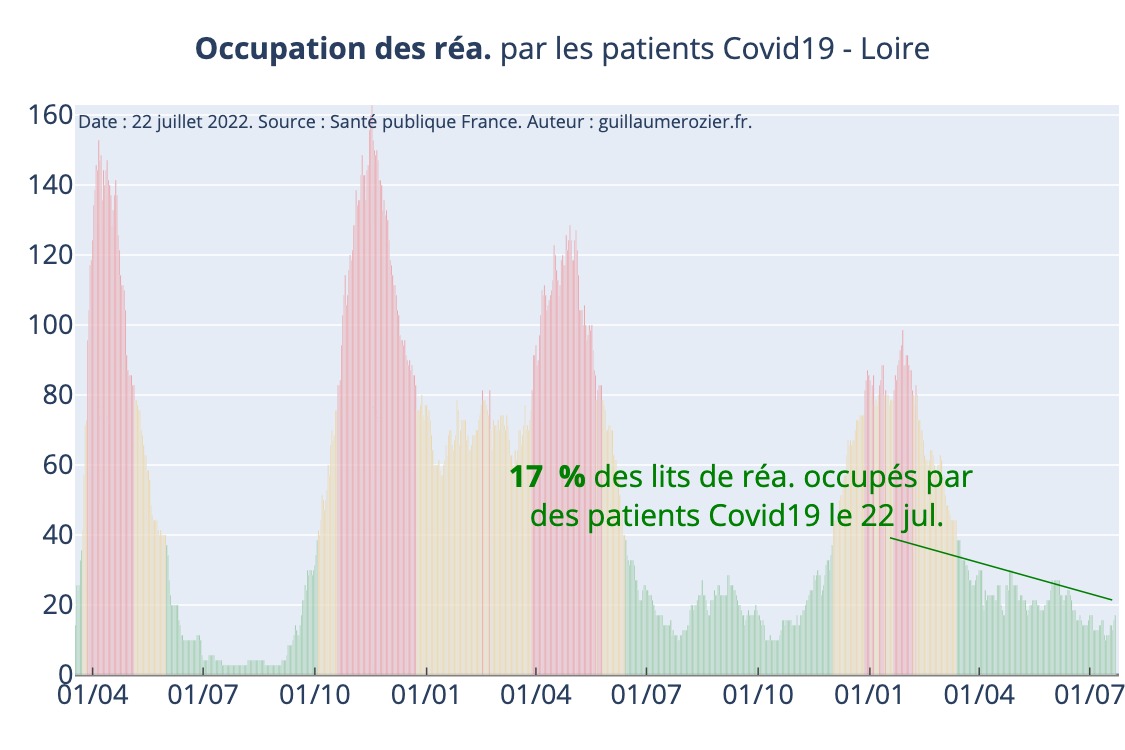 Occupation des réa. par les patients Covid19 - Loire
160
Date : 22 juillet 2022. Source : Santé publique France. Auteur : guillaumerozier.fr.
140
120
100
80
60
17 % des lits de réa. occupés par
des patients Covid19 le 22 jul.
40
20
0
01/04 01/07 01/10 01/01 01/04 01/07 01/10 01/01 01/04 01/07